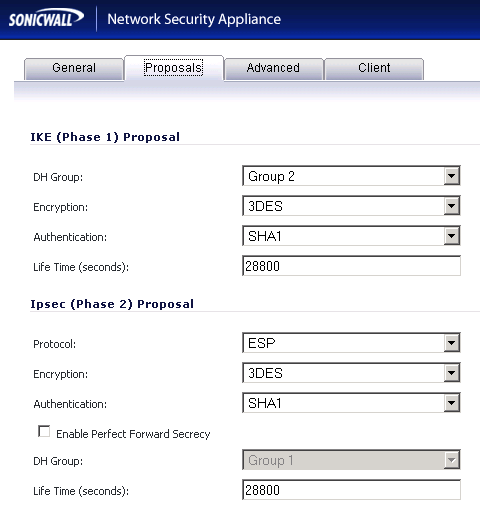 SONICWALL | Network Security Appliance
General Proposals Advanced Client
IKE (Phase 1) Proposal
DH Group: Group 2
Encryption: 3DES
Authentication: SHA1
Life Time (seconds): 28800
Ipsec (Phase 2) Proposal
Protocol: ESP
Encryption: 3DES
Authentication: SHA1
Enable Perfect Forward Secrecy
DH Group: Group 1
Life Time (seconds): 28800